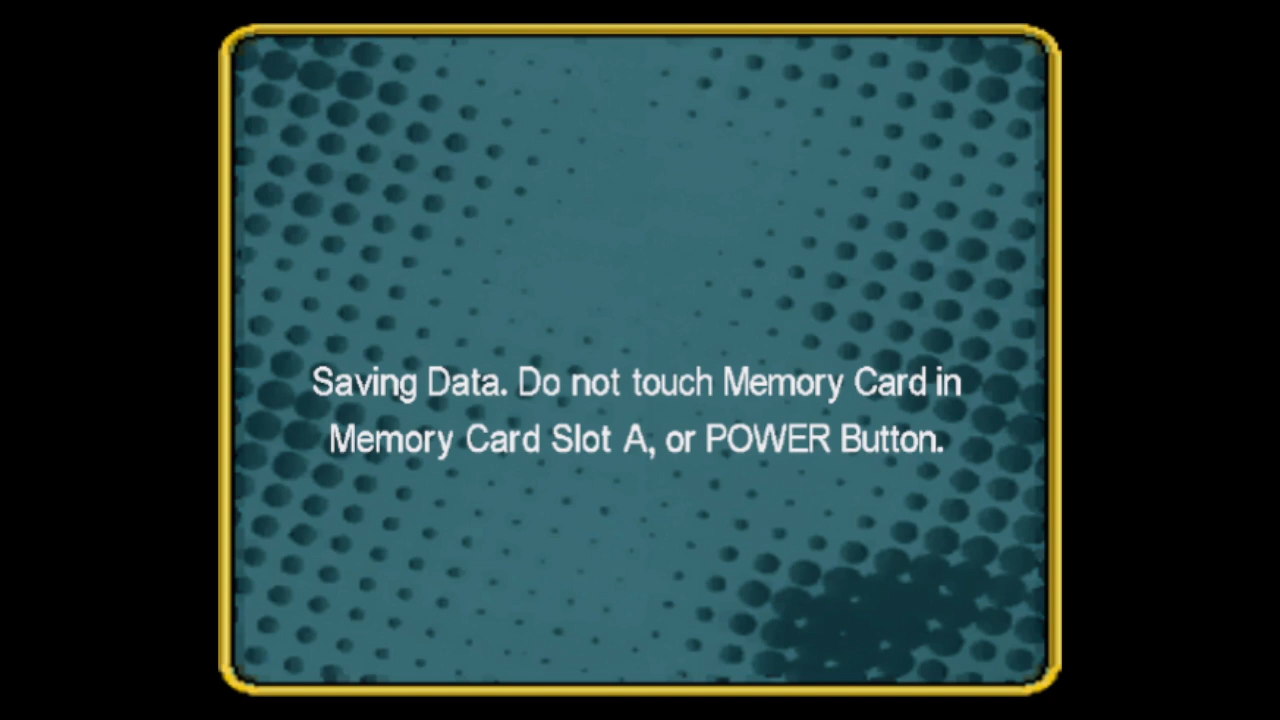 Saving Data. Do not touch Memory Card in
Memory Card Slot A, or POWER Button.